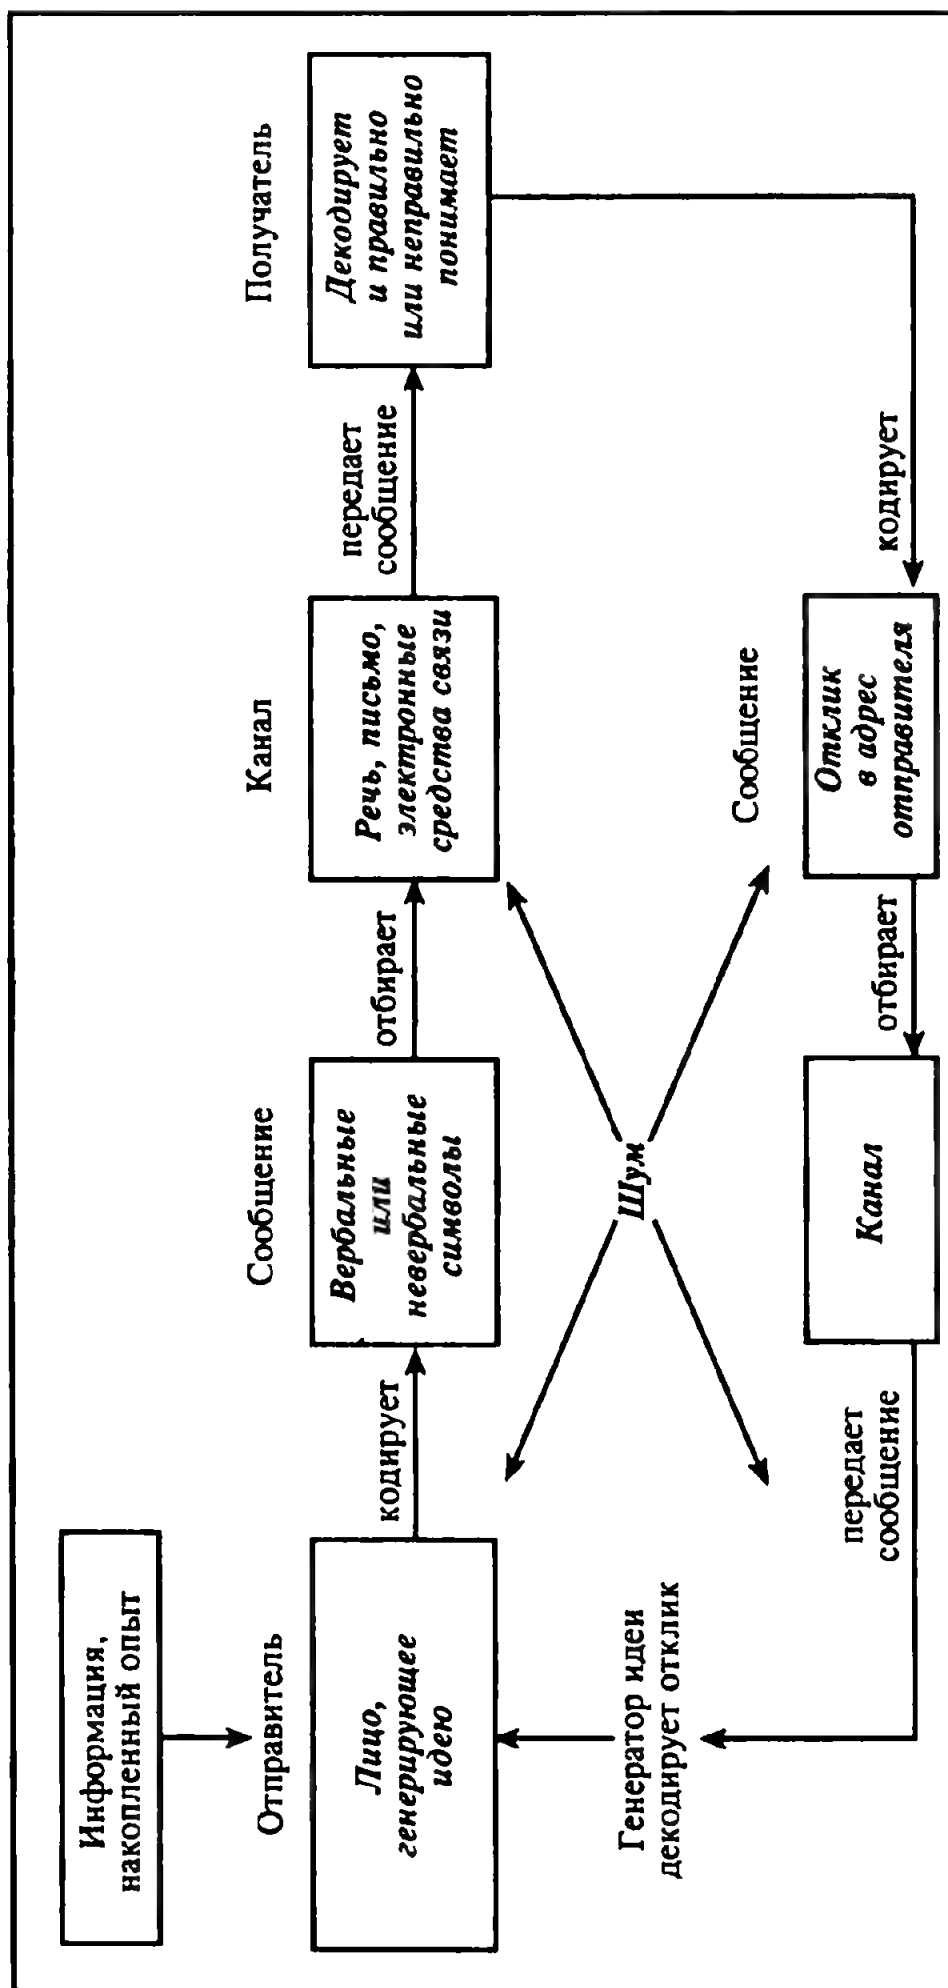 Информация,
накопленный опыт
Отправитель
Сообщение
Канал
Получатель
Лицо,
генерирующее
идею
кодирует
Вербальные
или
невербальные
символы
отбирает
Речь, письмо,
электронные
средства связи
передает
сообщение
Декодирует
и правильно
или неправильно
понимает
Шум
Генератор идеи
декодирует отклик
передает
сообщение
Канал
отбирает
Сообщение
Отклик
в адрес
отправителя
кодирует